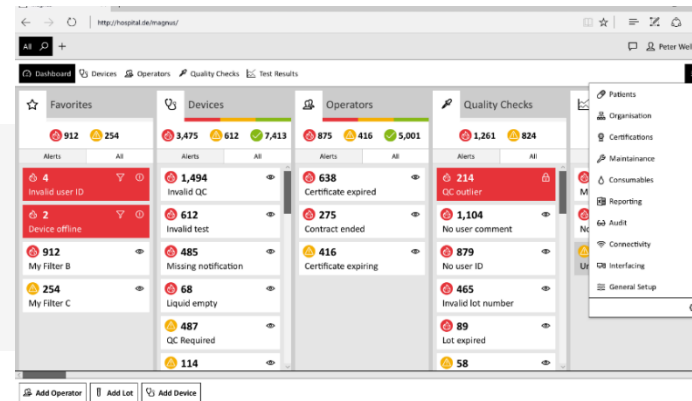 http://hospital.de/magnus/
All
Peter Well
Dashboard Devices Operators Quality Checks Test Results
Favorites
912 254
Alerts All
4
Invalid user ID
2
Device offline
912
My Filter B
254
My Filter C
Devices
3,475 612 7,413
Alerts All
1,494
Invalid QC
612
Invalid test
485
Missing notification
68
Liquid empty
487
QC Required
114
Operators
875 416 5,001
Alerts All
638
Certificate expired
275
Contract ended
416
Certificate expiring
Quality Checks
1,261 824
Alerts All
214
QC outlier
1,104
No user comment
879
No user ID
465
Invalid lot number
89
Lot expired
58
Patients
Organisation
Certifications
Maintainance
Consumables
Reporting
Audit
Connectivity
Interfacing
General Setup
Add Operator Add Lot Add Device